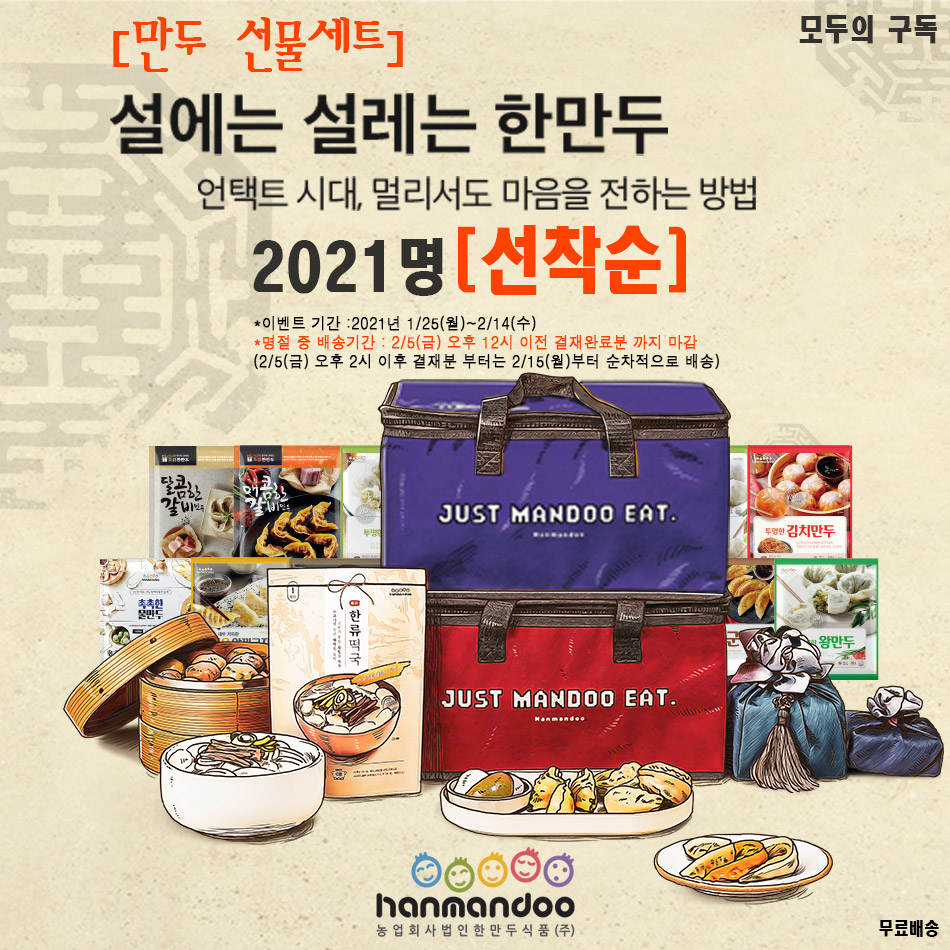 [만두 선물세트]
모두의 구독
설에는 설레는 한만두
언택트 시대, 멀리서도 마음을 전하는 방법
2021명 [선착순]
*이벤트 기간 :2021년 1/25(월)~2/14(수)
*명절 중 배송기간 : 2/5(금) 오후 12시 이전 결재완료분 까지 마감
(2/5(금) 오후 2시 이후 결재분 부터는 2/15(월)부터 순차적으로 배송)
달콤한
갈비만두
매콤한
갈비만두
투명한 김치만두
JUST MANDOO EAT.
Hanmandoo
촉촉한
물만두
한류떡국
왕만두
JUST MANDOO EAT.
Hanmandoo
hanmandoo
농업회사법인한만두식품(주)
무료배송